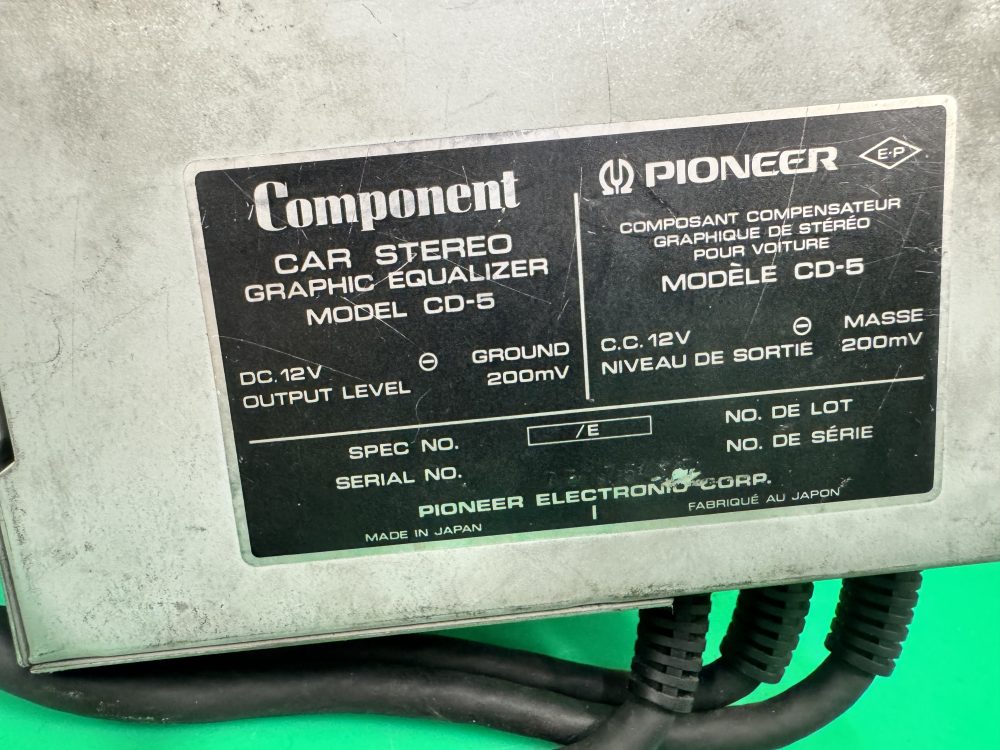 Component
CAR STEREO
GRAPHIC EQUALIZER
MODEL CD-5
DC.12V ⊖ GROUND
OUTPUT LEVEL 200mV
PIONEER E·P
COMPOSANT COMPENSATEUR
GRAPHIQUE DE STÉRÉO
POUR VOITURE
MODÈLE CD-5
C.C. 12V ⊖ MASSE
NIVEAU DE SORTIE 200mV
SPEC NO. /E NO. DE LOT
SERIAL NO. NO. DE SÉRIE
PIONEER ELECTRONIC CORP.
MADE IN JAPAN FABRIQUÉ AU JAPON